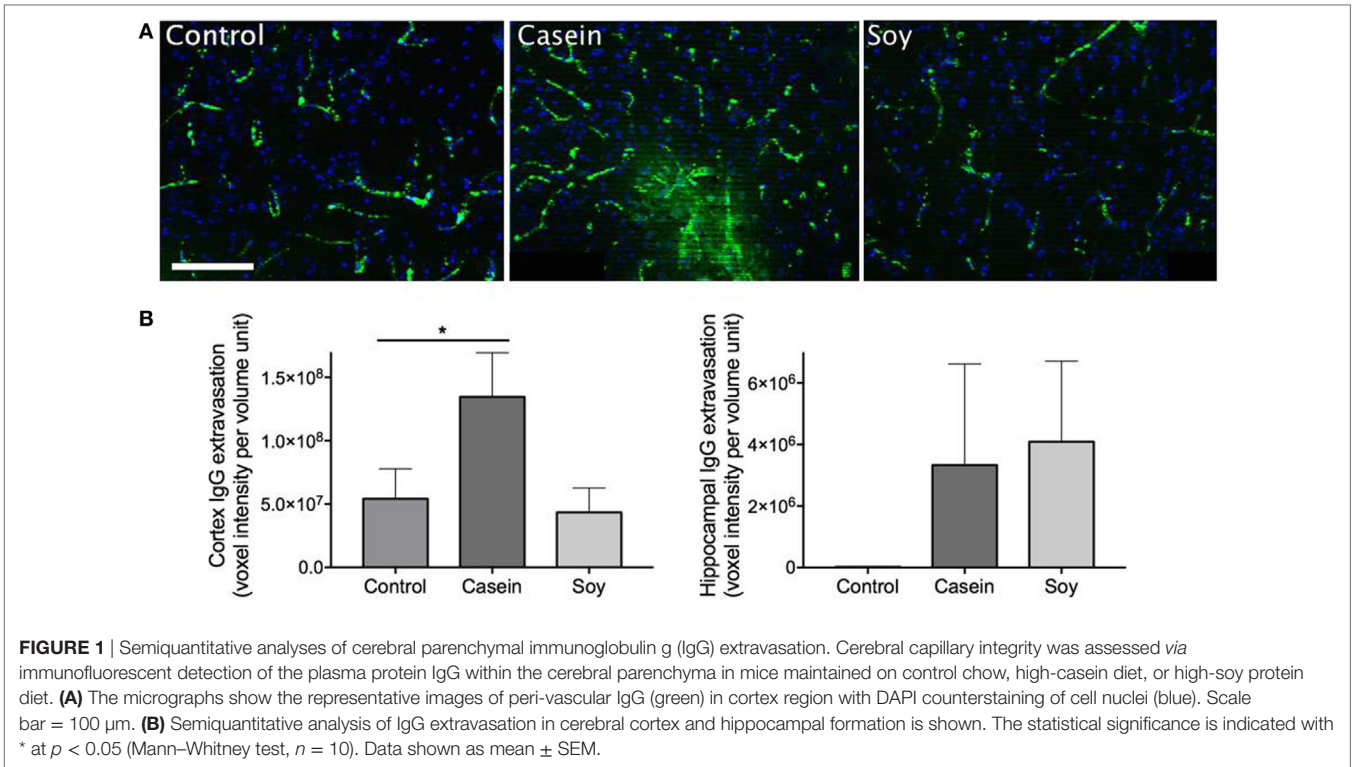 A
Control
Casein
Soy
B
Cortex IgG extravasation
(voxel intensity per volume unit)
1.5×10⁸
1.0×10⁸
5.0×10⁷
0.0
*
Control Casein Soy
Hippocampal IgG extravasation
(voxel intensity per volume unit)
6×10⁶
4×10⁶
2×10⁶
0
Control Casein Soy
FIGURE 1 | Semiquantitative analyses of cerebral parenchymal immunoglobulin g (IgG) extravasation. Cerebral capillary integrity was assessed via
immunofluorescent detection of the plasma protein IgG within the cerebral parenchyma in mice maintained on control chow, high-casein diet, or high-soy protein
diet. (A) The micrographs show the representative images of peri-vascular IgG (green) in cortex region with DAPI counterstaining of cell nuclei (blue). Scale
bar = 100 µm. (B) Semiquantitative analysis of IgG extravasation in cerebral cortex and hippocampal formation is shown. The statistical significance is indicated with
* at p < 0.05 (Mann–Whitney test, n = 10). Data shown as mean ± SEM.